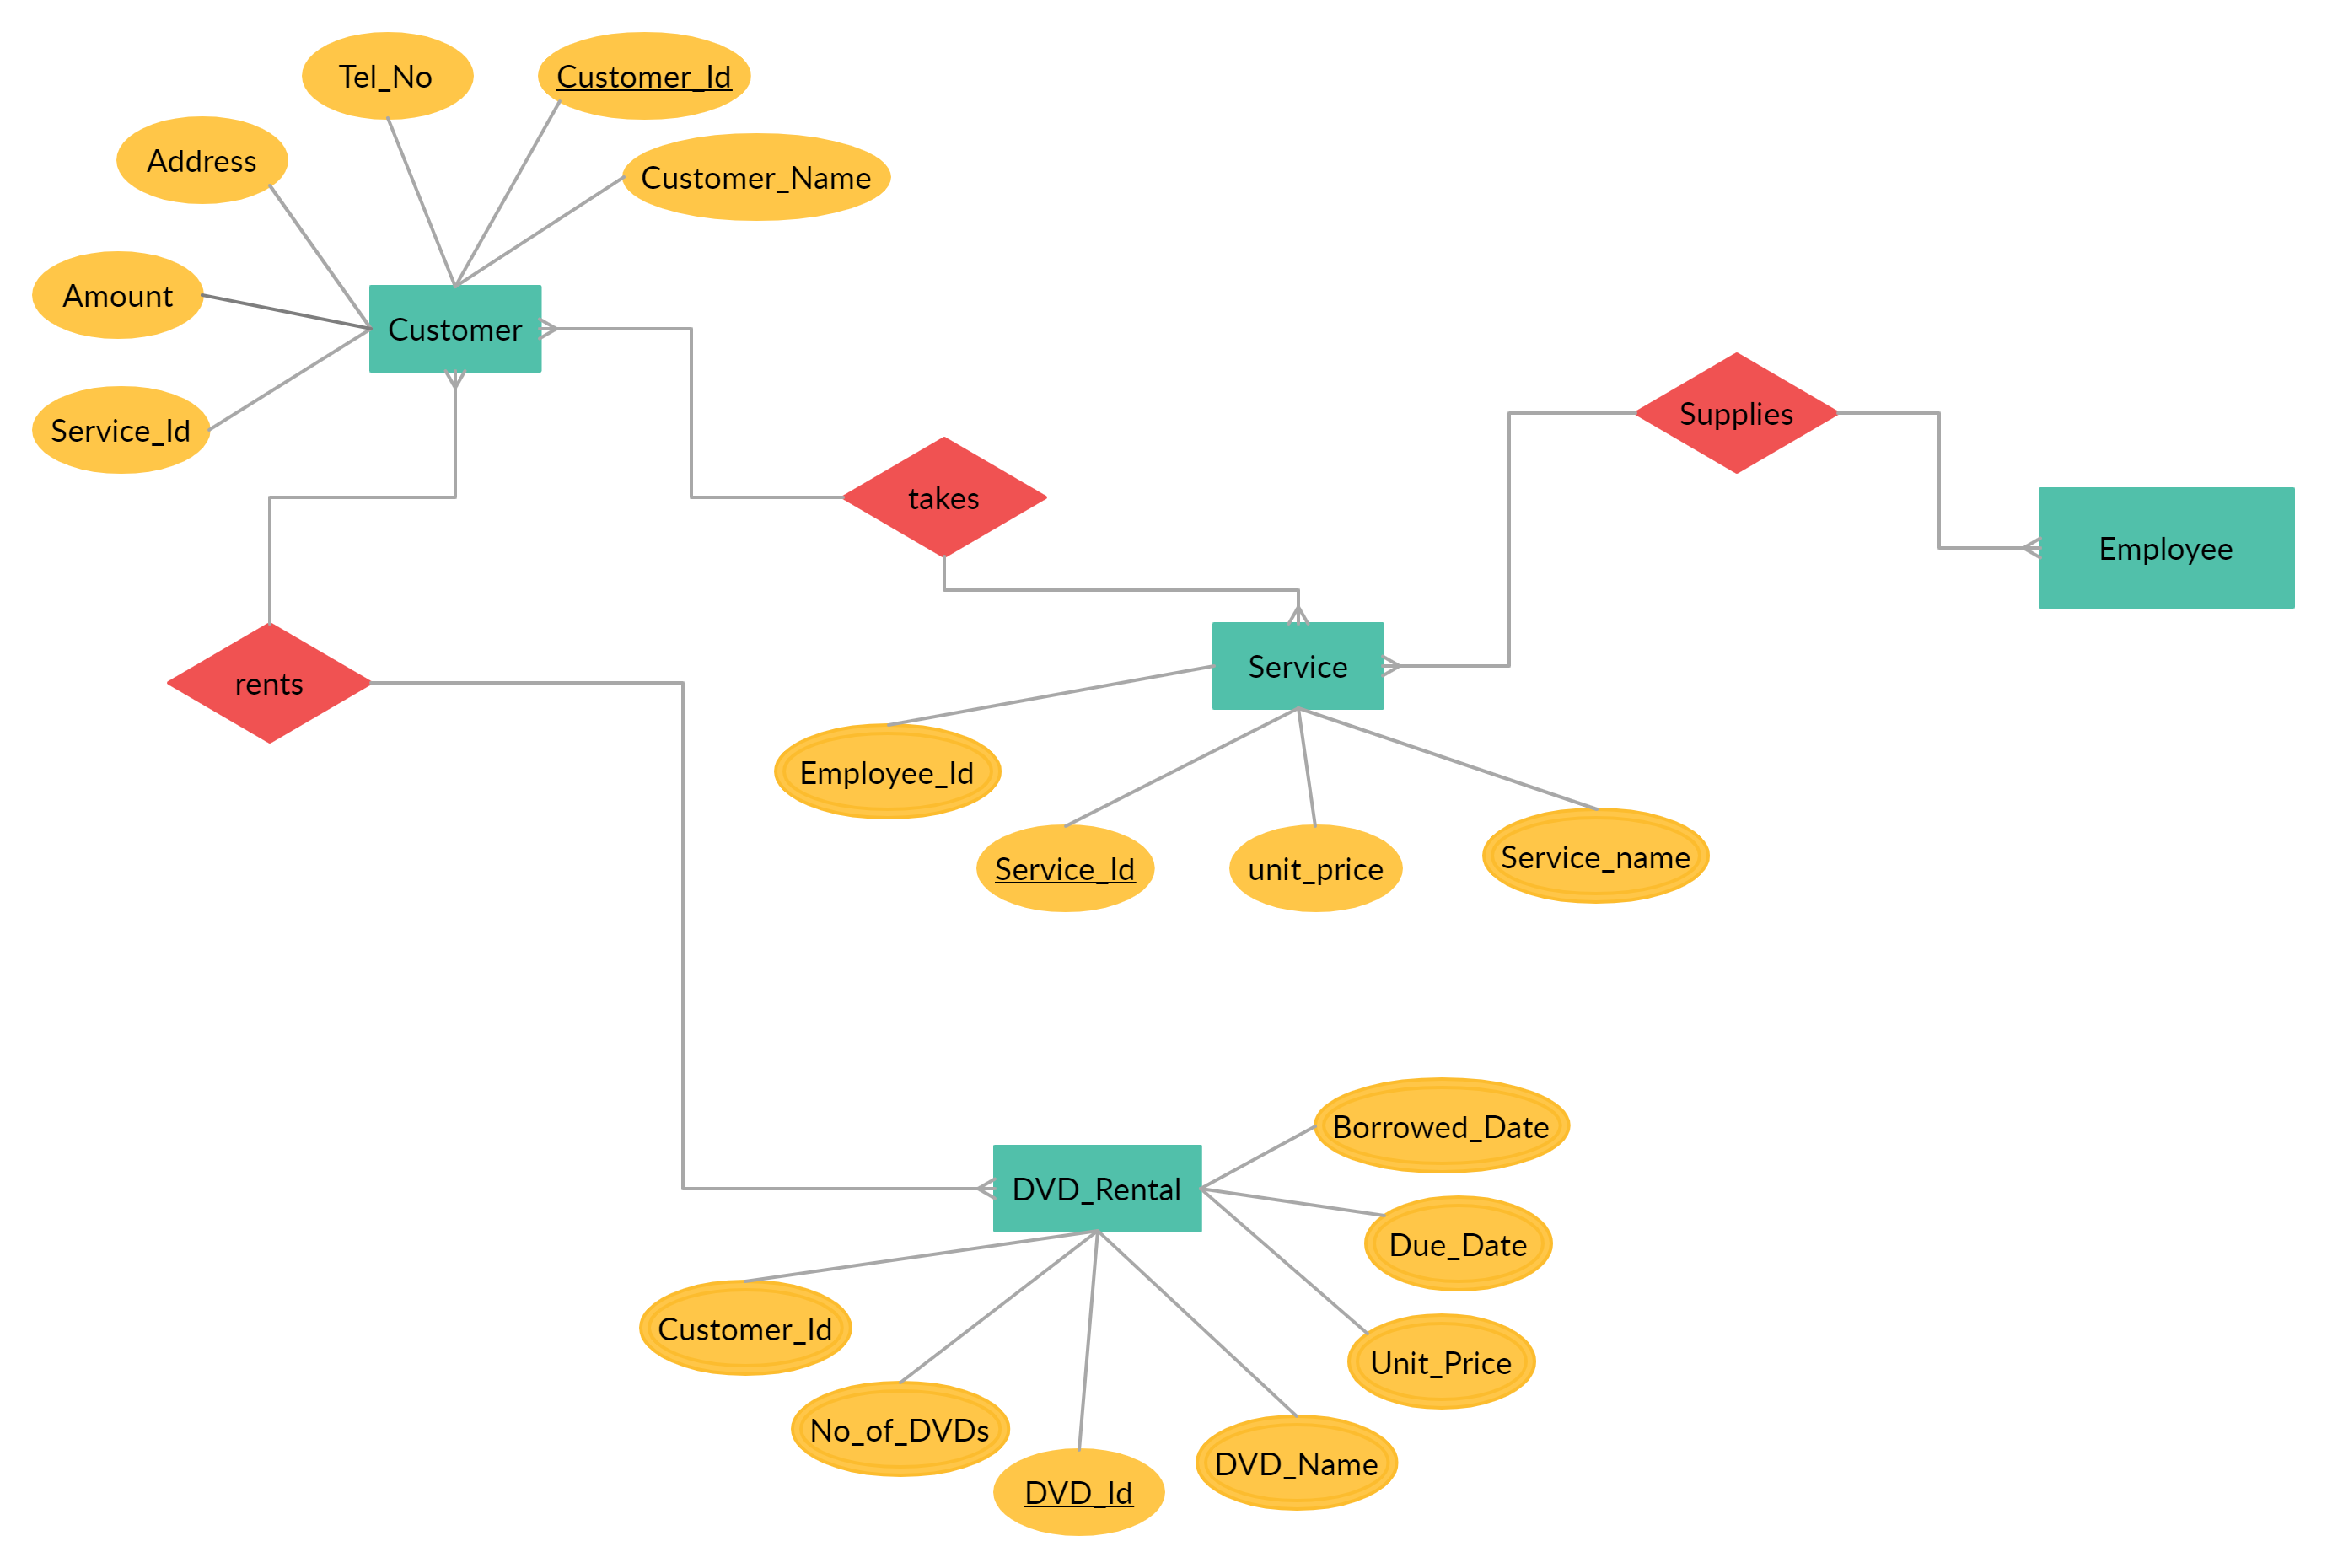 Tel_No
Customer_Id
Address
Customer_Name
Amount
Customer
Service_Id
Supplies
takes
Employee
Service
rents
Employee_Id
Service_Id
unit_price
Service_name
Borrowed_Date
DVD_Rental
Due_Date
Customer_Id
Unit_Price
No_of_DVDs
DVD_Name
DVD_Id